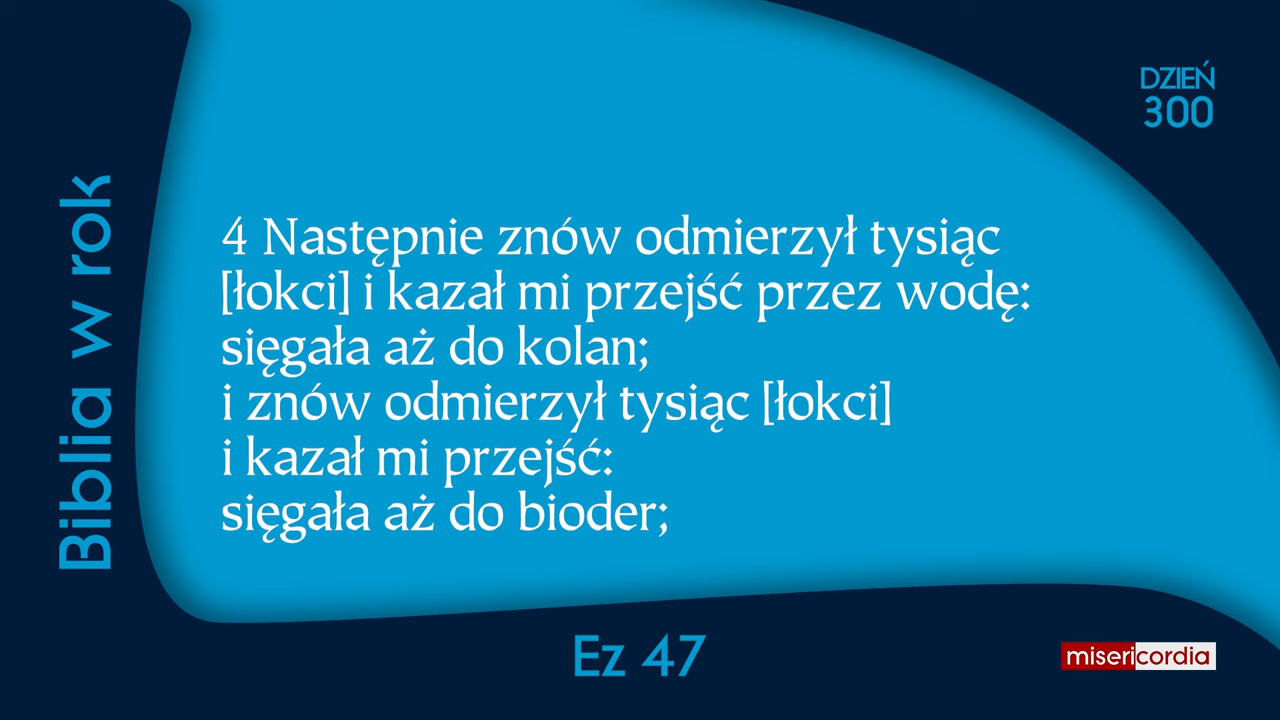 DZIEŃ
300
Biblia w rok
4 Następnie znów odmierzył tysiąc
[łokci] i kazał mi przejść przez wodę:
sięgała aż do kolan;
i znów odmierzył tysiąc [łokci]
i kazał mi przejść:
sięgała aż do bioder;
Ez 47
misericordia